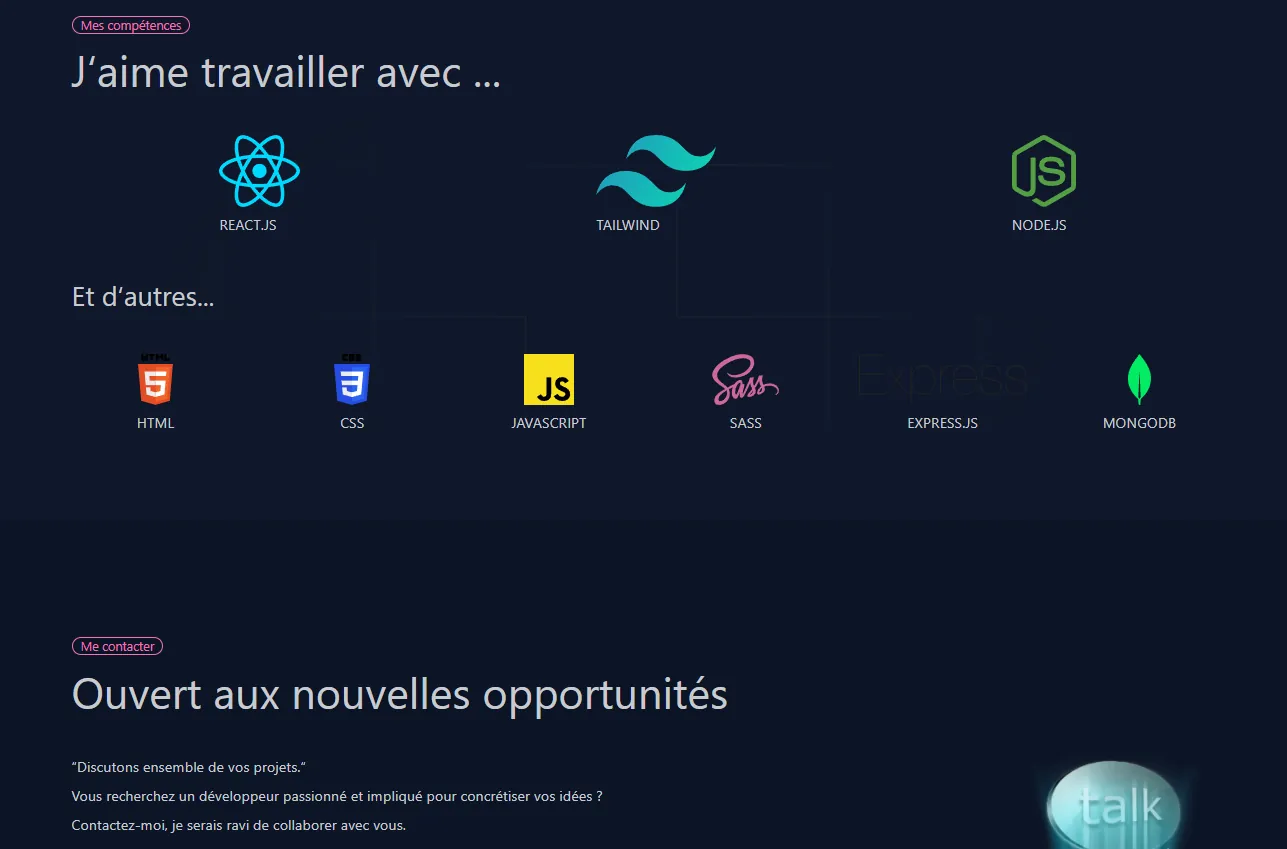 Mes compétences
J‘aime travailler avec ...
JS
REACT.JS
TAILWIND
NODE.JS
Et d‘autres...
HTML
5
CSS
3
JS
Sass
Express
HTML
CSS
JAVASCRIPT
SASS
EXPRESS.JS
MONGODB
Me contacter
Ouvert aux nouvelles opportunités
“Discutons ensemble de vos projets.“
Vous recherchez un développeur passionné et impliqué pour concrétiser vos idées ?
Contactez-moi, je serais ravi de collaborer avec vous.
talk